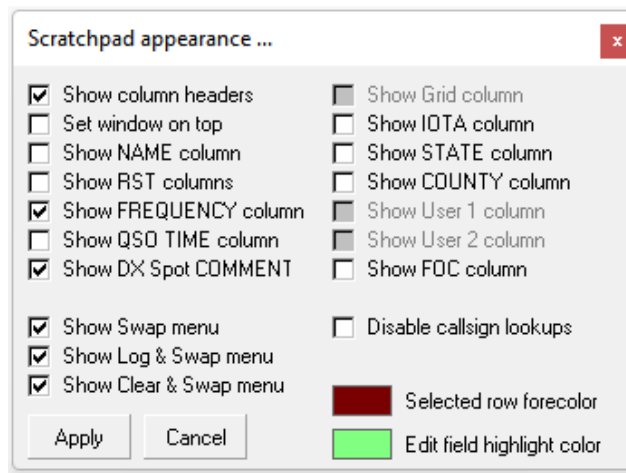 Scratchpad appearance ...
x
Show column headers
Set window on top
Show NAME column
Show RST columns
Show FREQUENCY column
Show QSO TIME column
Show DX Spot COMMENT
Show Swap menu
Show Log & Swap menu
Show Clear & Swap menu
Apply
Cancel
Show Grid column
Show IOTA column
Show STATE column
Show COUNTY column
Show User 1 column
Show User 2 column
Show FOC column
Disable callsign lookups
Selected row forecolor
Edit field highlight color